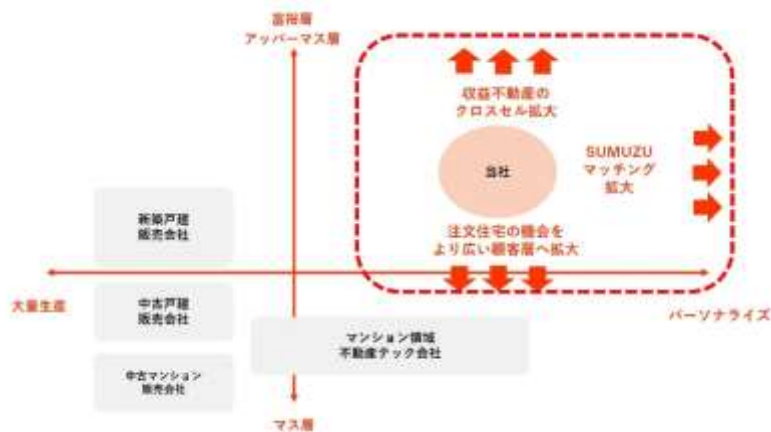 富裕層
アッパーマス層
収益不動産の
クロスセル拡大
SUMUZU
マッチング
拡大
当社
新築戸建
販売会社
注文住宅の機会を
より広い顧客層へ拡大
大量生産
パーソナライズ
中古戸建
販売会社
マンション領域
不動産テック会社
中古マンション
販売会社
マス層